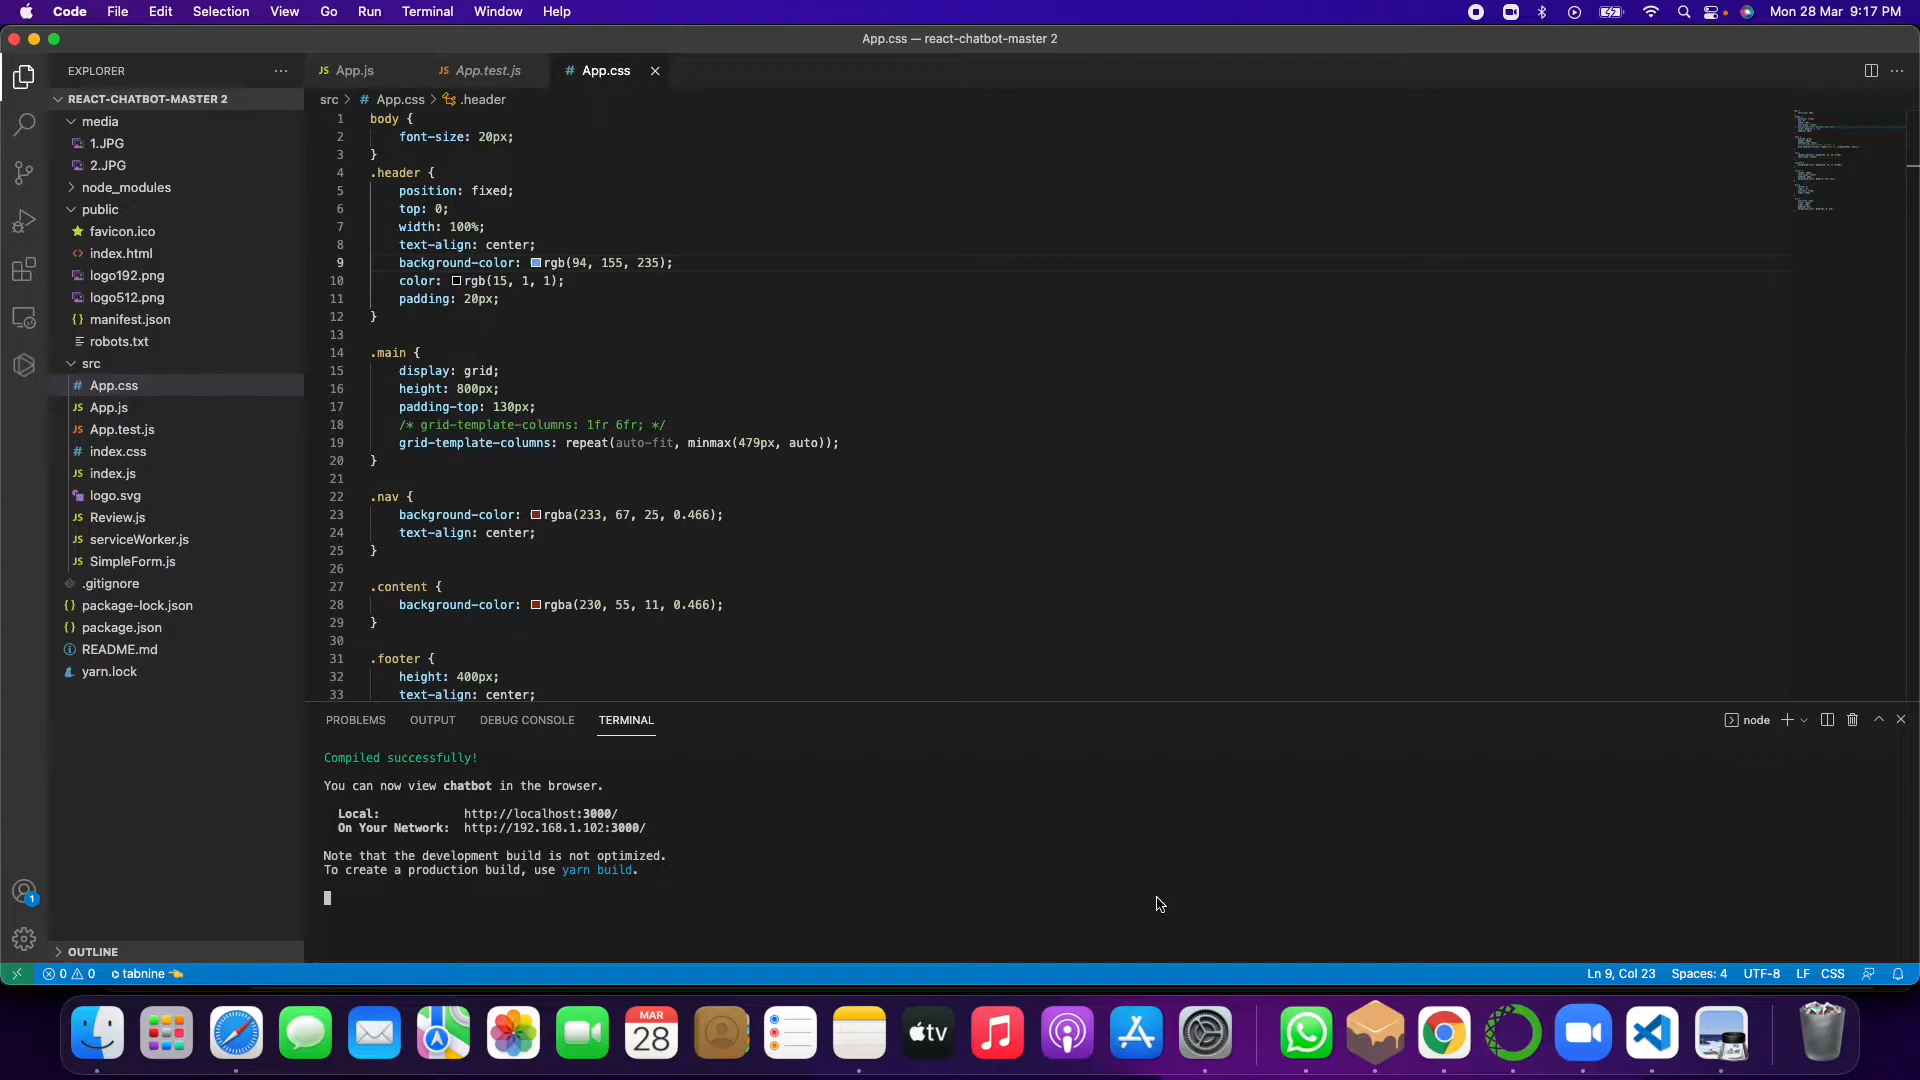 Code File Edit Selection View Go Run Terminal Window Help Mon 28 Mar 9:17 PM
App.css — react-chatbot-master 2
EXPLORER ···
REACT-CHATBOT-MASTER 2
media
1.JPG
2.JPG
node_modules
public
favicon.ico
<> index.html
logo192.png
logo512.png
{} manifest.json
robots.txt
src
# App.css
JS App.js
JS App.test.js
# index.css
JS index.js
logo.svg
JS Review.js
JS serviceWorker.js
JS SimpleForm.js
.gitignore
{} package-lock.json
{} package.json
README.md
yarn.lock
OUTLINE
JS App.js JS App.test.js # App.css
src > # App.css > .header
1 body {
2 font-size: 20px;
3 }
4 .header {
5 position: fixed;
6 top: 0;
7 width: 100%;
8 text-align: center;
9 background-color: rgb(94, 155, 235);
10 color: rgb(15, 1, 1);
11 padding: 20px;
12 }
13
14 .main {
15 display: grid;
16 height: 800px;
17 padding-top: 130px;
18 /* grid-template-columns: 1fr 6fr; */
19 grid-template-columns: repeat(auto-fit, minmax(479px, auto));
20 }
21
22 .nav {
23 background-color: rgba(233, 67, 25, 0.466);
24 text-align: center;
25 }
26
27 .content {
28 background-color: rgba(230, 55, 11, 0.466);
29 }
30
31 .footer {
32 height: 400px;
33 text-align: center;
PROBLEMS OUTPUT DEBUG CONSOLE TERMINAL node
Compiled successfully!
You can now view chatbot in the browser.
Local: http://localhost:3000/
On Your Network: http://192.168.1.102:3000/
Note that the development build is not optimized.
To create a production build, use yarn build.
1
0 0 tabnine Ln 9, Col 23 Spaces: 4 UTF-8 LF CSS
MAR
28
tv